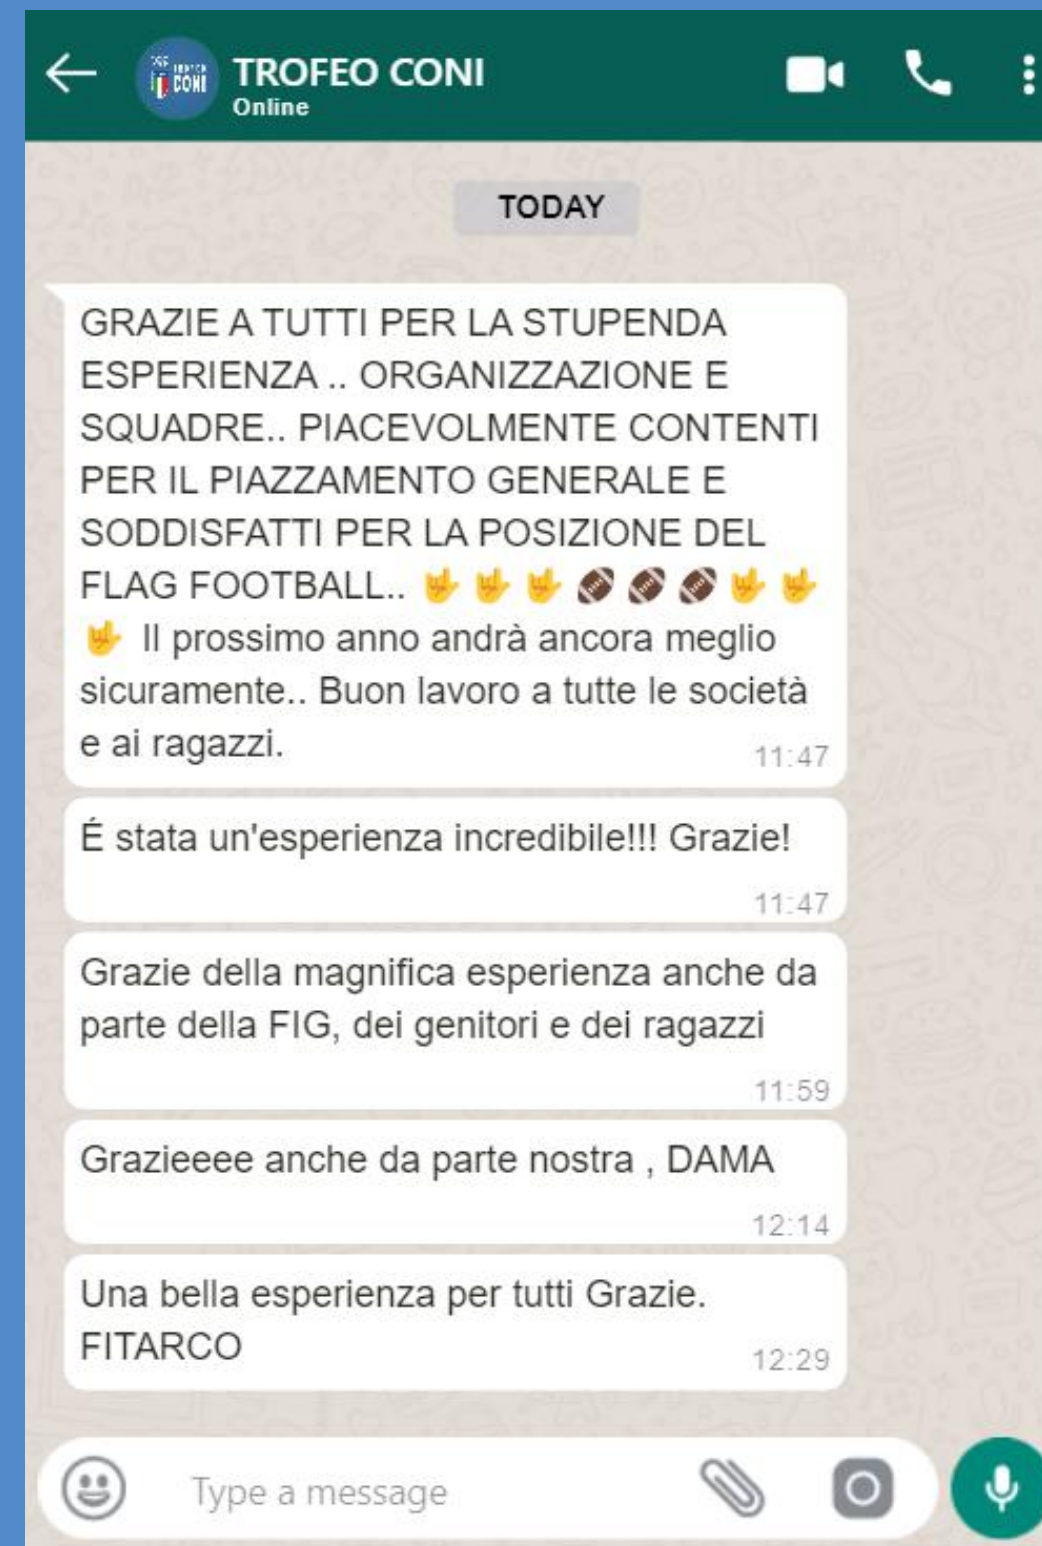 TROFEO CONI
Online
TODAY
GRAZIE A TUTTI PER LA STUPENDA
ESPERIENZA .. ORGANIZZAZIONE E
SQUADRE.. PIACEVOLMENTE CONTENTI
PER IL PIAZZAMENTO GENERALE E
SODDISFATTI PER LA POSIZIONE DEL
FLAG FOOTBALL.. 🤟 🤟 🤟 🏈 🏈 🏈 🤟 🤟
🤟 Il prossimo anno andrà ancora meglio
sicuramente.. Buon lavoro a tutte le società
e ai ragazzi.
11:47
É stata un'esperienza incredibile!!! Grazie!
11:47
Grazie della magnifica esperienza anche da
parte della FIG, dei genitori e dei ragazzi
11:59
Grazieeee anche da parte nostra , DAMA
12:14
Una bella esperienza per tutti Grazie.
FITARCO
12:29
Type a message